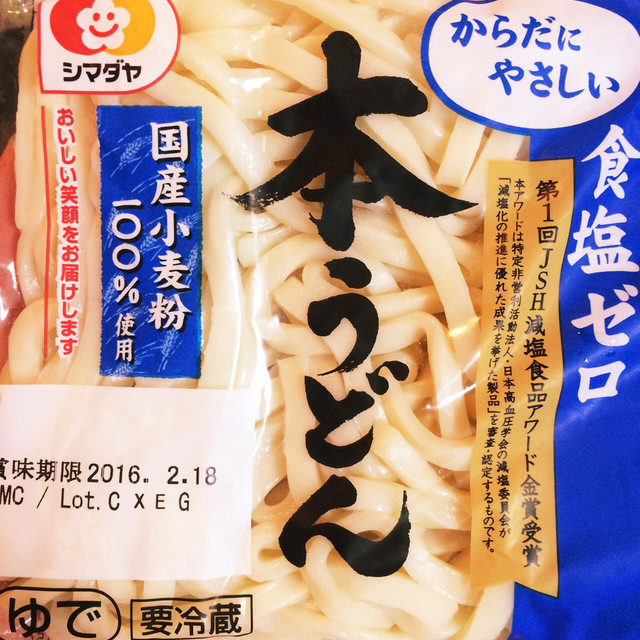 シマダヤ
おいしい笑顔をお届けします
国産小麦粉
100%使用
本うどん
からだに
やさしい
食塩ゼロ
第1回JSH減塩食品アワード金賞受賞
本アワードは特定非営利活動法人・日本高血圧学会の減塩委員会が
「減塩化の推進に優れた成果を挙げた製品」を審査・認定するものです。
賞味期限2016. 2.18
MC / Lot.C X E G
ゆで
要冷蔵